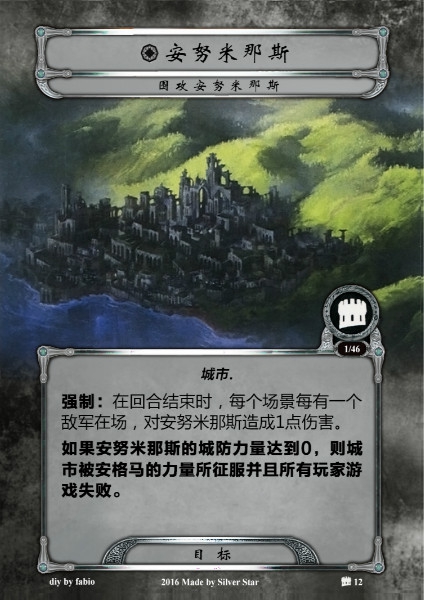 安努米那斯
围攻安努米那斯
1/46
城市.
强制：在回合结束时，每个场景每有一个
敌军在场，对安努米那斯造成1点伤害。
如果安努米那斯的城防力量达到0，则城
市被安格马的力量所征服并且所有玩家游
戏失败。
目标
diy by fabio 2016 Made by Silver Star 12